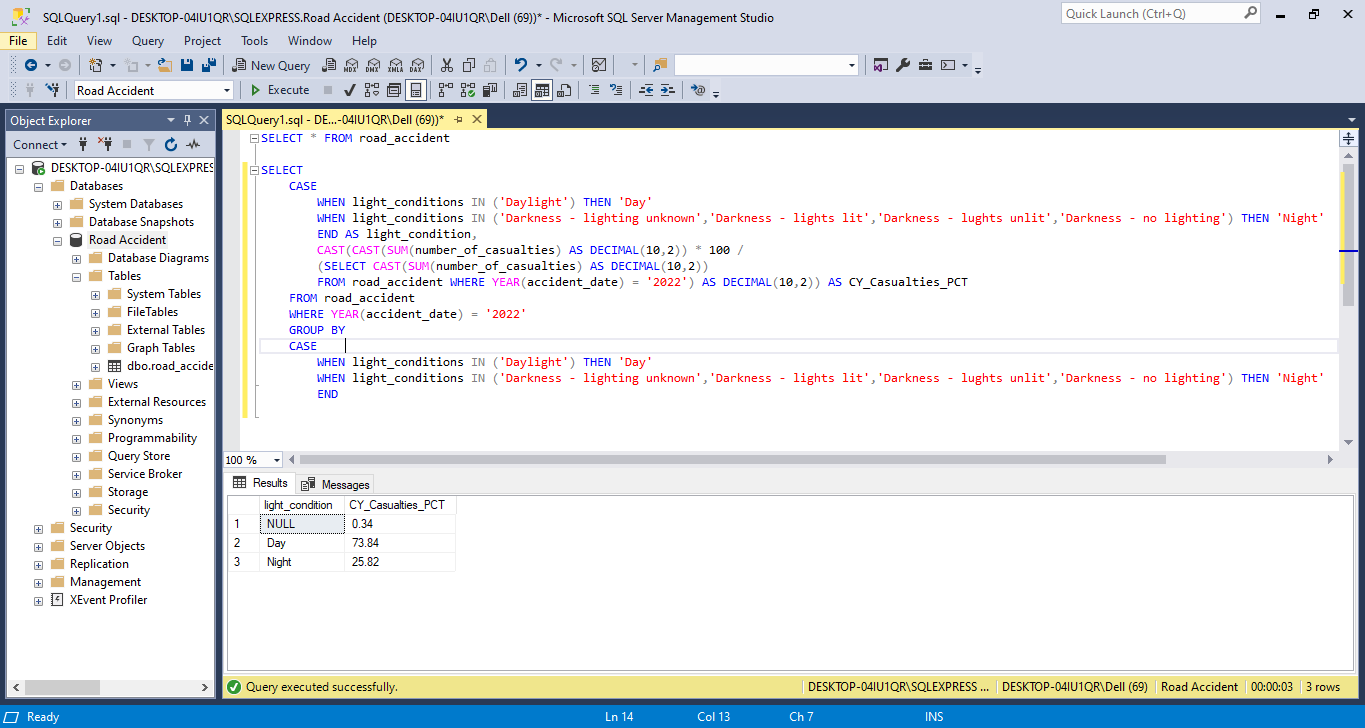 SQLQuery1.sql - DESKTOP-04IU1QR\SQLEXPRESS.Road Accident (DESKTOP-04IU1QR\Dell (69))* - Microsoft SQL Server Management Studio
Quick Launch (Ctrl+Q)
File Edit View Query Project Tools Window Help
New Query MDX DMX XMLA DAX
Road Accident Execute
Object Explorer
SQLQuery1.sql - DE...-04IU1QR\Dell (69))*
Connect
DESKTOP-04IU1QR\SQLEXPRES
Databases
System Databases
Database Snapshots
Road Accident
Database Diagrams
Tables
System Tables
FileTables
External Tables
Graph Tables
dbo.road_accide
Views
External Resources
Synonyms
Programmability
Query Store
Service Broker
Storage
Security
Security
Server Objects
Replication
Management
XEvent Profiler
SELECT * FROM road_accident
SELECT
CASE
WHEN light_conditions IN ('Daylight') THEN 'Day'
WHEN light_conditions IN ('Darkness - lighting unknown','Darkness - lights lit','Darkness - lughts unlit','Darkness - no lighting') THEN 'Night'
END AS light_condition,
CAST(CAST(SUM(number_of_casualties) AS DECIMAL(10,2)) * 100 /
(SELECT CAST(SUM(number_of_casualties) AS DECIMAL(10,2))
FROM road_accident WHERE YEAR(accident_date) = '2022') AS DECIMAL(10,2)) AS CY_Casualties_PCT
FROM road_accident
WHERE YEAR(accident_date) = '2022'
GROUP BY
CASE
WHEN light_conditions IN ('Daylight') THEN 'Day'
WHEN light_conditions IN ('Darkness - lighting unknown','Darkness - lights lit','Darkness - lughts unlit','Darkness - no lighting') THEN 'Night'
END
100 %
Results Messages
light_condition CY_Casualties_PCT
1 NULL 0.34
2 Day 73.84
3 Night 25.82
Query executed successfully. DESKTOP-04IU1QR\SQLEXPRESS ... DESKTOP-04IU1QR\Dell (69) Road Accident 00:00:03 3 rows
Ready Ln 14 Col 13 Ch 7 INS